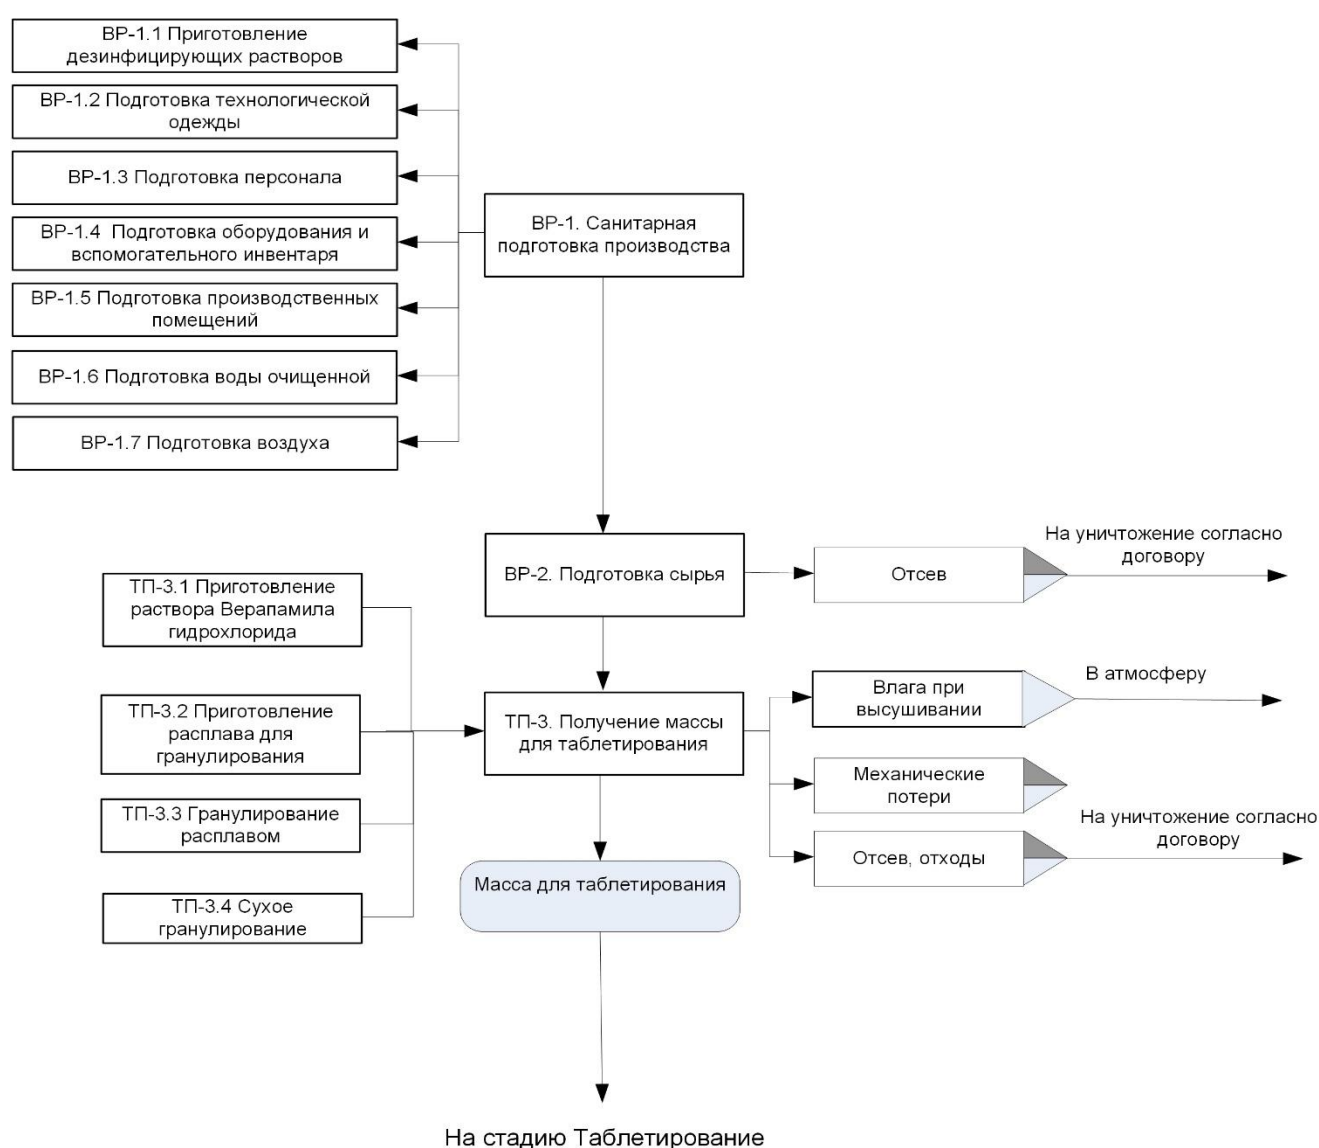 ВР-1.1 Приготовление
дезинфицирующих растворов
ВР-1.2 Подготовка технологической
одежды
ВР-1.3 Подготовка персонала
ВР-1.4 Подготовка оборудования и
вспомогательного инвентаря
ВР-1.5 Подготовка производственных
помещений
ВР-1.6 Подготовка воды очищенной
ВР-1.7 Подготовка воздуха
ВР-1. Санитарная
подготовка производства
ВР-2. Подготовка сырья
Отсев
На уничтожение согласно
договору
ТП-3.1 Приготовление
раствора Верапамила
гидрохлорида
ТП-3.2 Приготовление
расплава для
гранулирования
ТП-3.3 Гранулирование
расплавом
ТП-3.4 Сухое
гранулирование
ТП-3. Получение массы
для таблетирования
Влага при
высушивании
В атмосферу
Механические
потери
Отсев, отходы
На уничтожение согласно
договору
Масса для таблетирования
На стадию Таблетирование